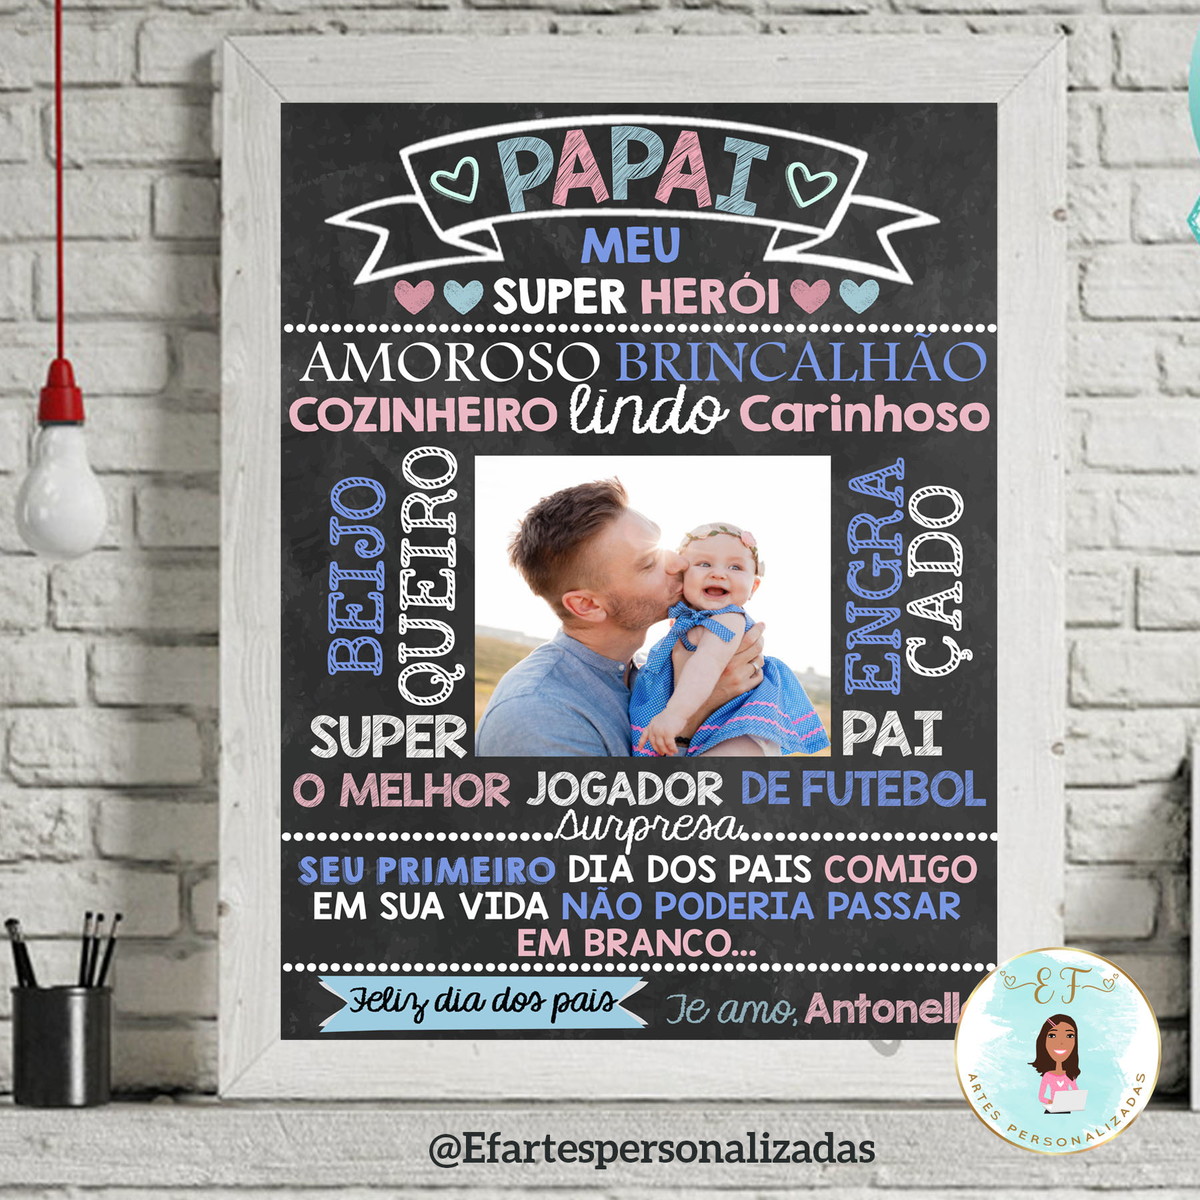 PAPAI
MEU
SUPER HERÓI
AMOROSO BRINCALHÃO
COZINHEIRO lindo Carinhoso
BEIJO
QUEIRO
ENGRA
ÇADO
SUPER PAI
O MELHOR JOGADOR DE FUTEBOL
surpresa
SEU PRIMEIRO DIA DOS PAIS COMIGO
EM SUA VIDA NÃO PODERIA PASSAR
EM BRANCO...
Feliz dia dos pais Te amo, Antonell
E F
ARTES PERSONALIZADAS
@Efartespersonalizadas